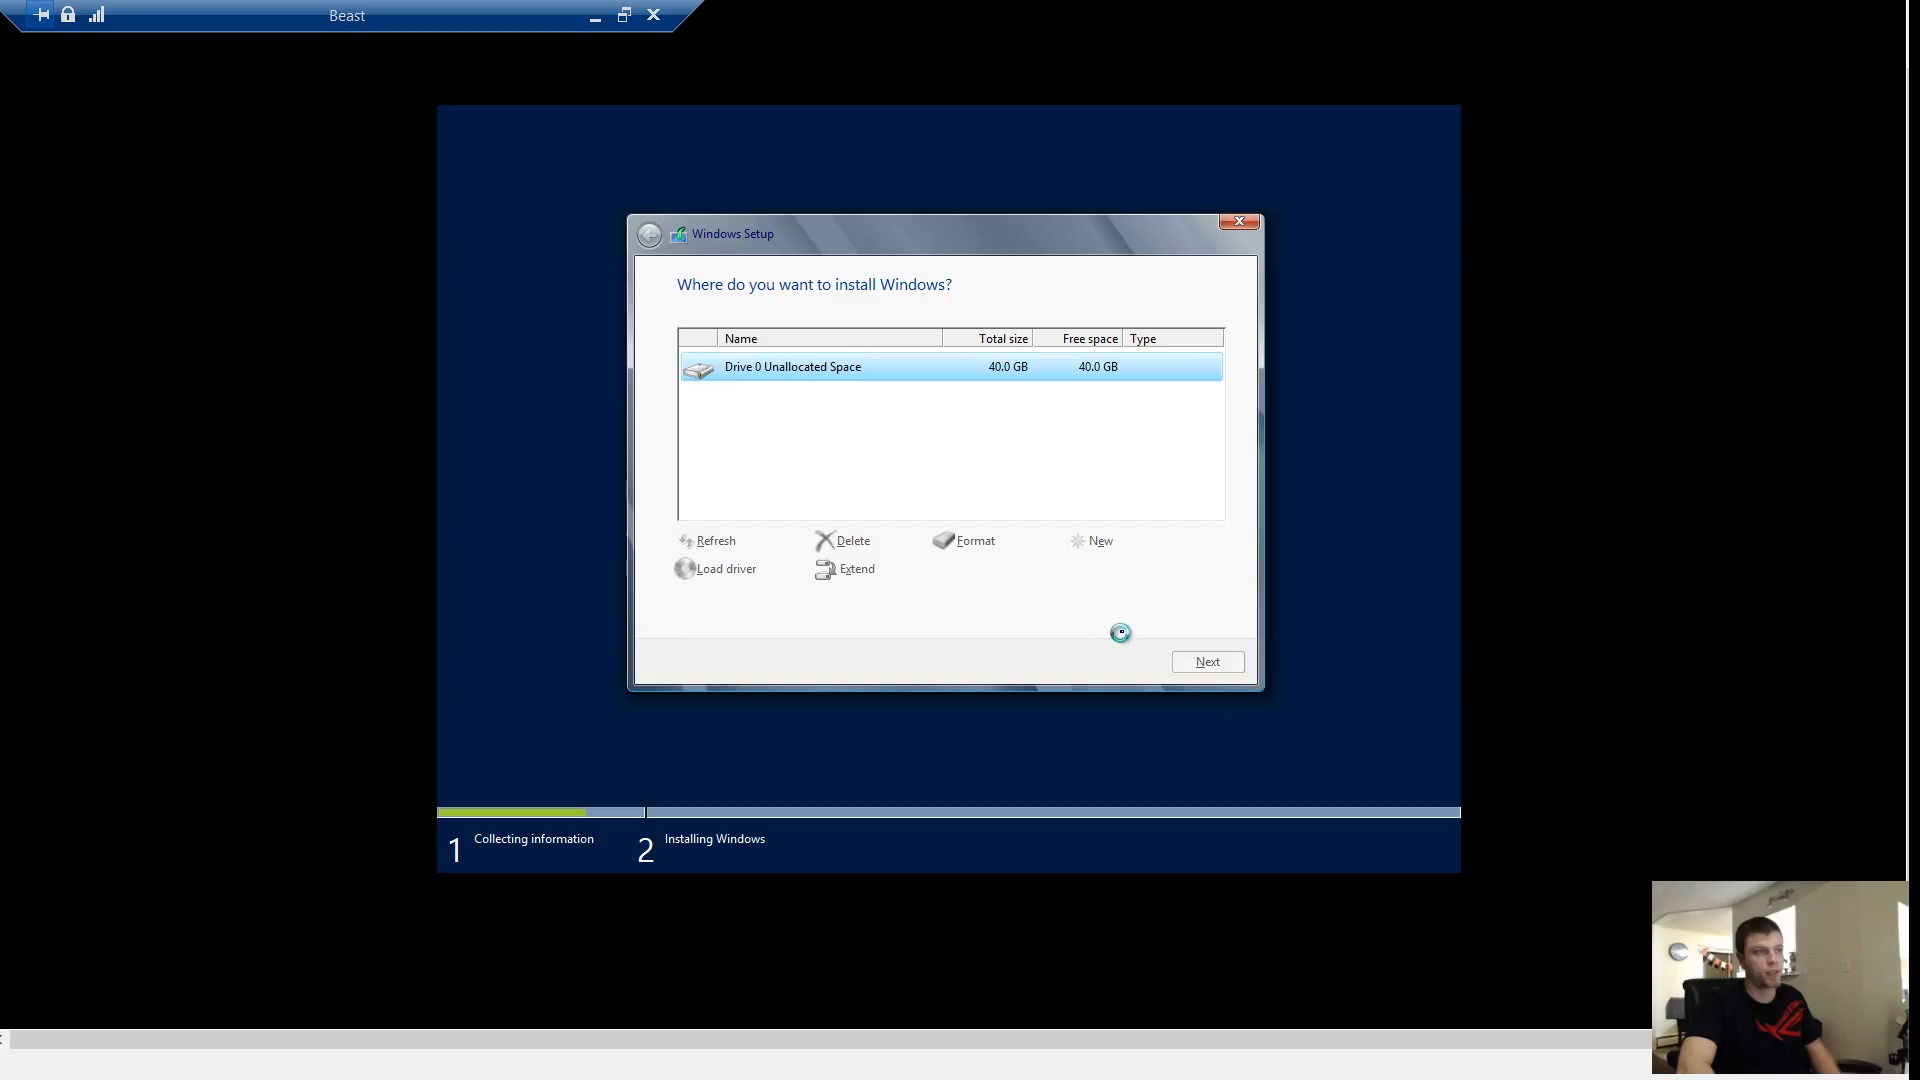 Beast
Windows Setup
Where do you want to install Windows?
Name Total size Free space Type
Drive 0 Unallocated Space 40.0 GB 40.0 GB
Refresh Delete Format New
Load driver Extend
Next
1 Collecting information 2 Installing Windows